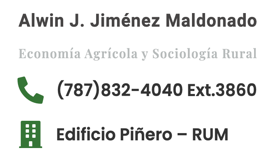 Alwin J. Jiménez Maldonado
Economía Agrícola y Sociología Rural
(787)832-4040 Ext.3860
Edificio Piñero – RUM